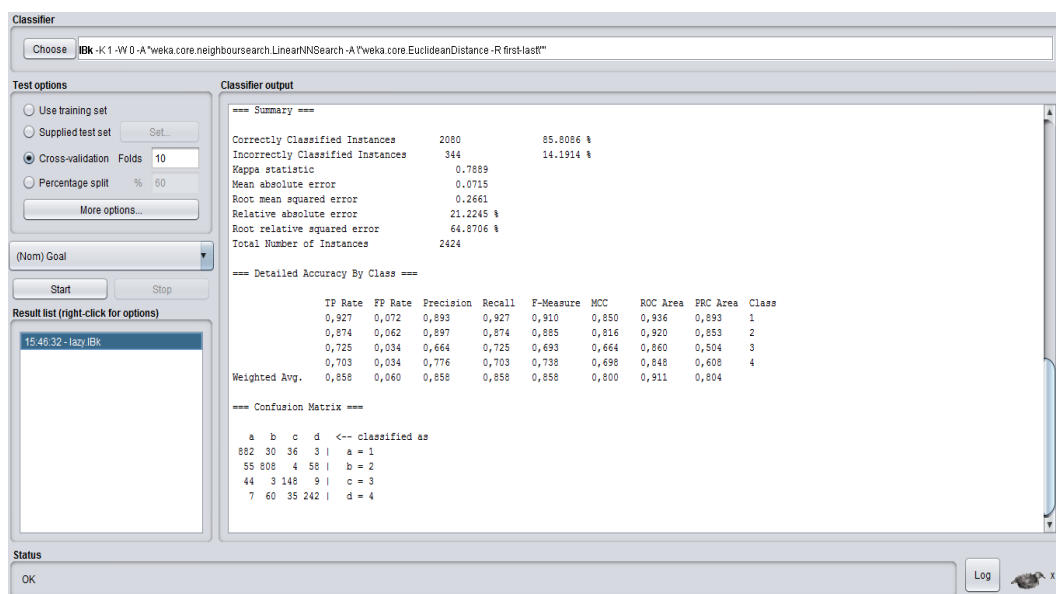 Classifier
Choose IBk -K 1 -W 0 -A "weka.core.neighboursearch.LinearNNSearch -A \"weka.core.EuclideanDistance -R first-last\""
Test options
Use training set
Supplied test set Set...
Cross-validation Folds 10
Percentage split % 60
More options...
(Nom) Goal
Start Stop
Result list (right-click for options)
15:46:32 - lazy.IBk
Classifier output
=== Summary ===
Correctly Classified Instances 2080 85.8086 %
Incorrectly Classified Instances 344 14.1914 %
Kappa statistic 0.7889
Mean absolute error 0.0715
Root mean squared error 0.2661
Relative absolute error 21.2245 %
Root relative squared error 64.8706 %
Total Number of Instances 2424
=== Detailed Accuracy By Class ===
TP Rate FP Rate Precision Recall F-Measure MCC ROC Area PRC Area Class
0,927 0,072 0,893 0,927 0,910 0,850 0,936 0,893 1
0,874 0,062 0,897 0,874 0,885 0,816 0,920 0,853 2
0,725 0,034 0,664 0,725 0,693 0,664 0,860 0,504 3
0,703 0,034 0,776 0,703 0,738 0,698 0,848 0,608 4
Weighted Avg. 0,858 0,060 0,858 0,858 0,858 0,800 0,911 0,804
=== Confusion Matrix ===
a b c d <-- classified as
882 30 36 3 | a = 1
55 808 4 58 | b = 2
44 3 148 9 | c = 3
7 60 35 242 | d = 4
Status
OK
Log
x